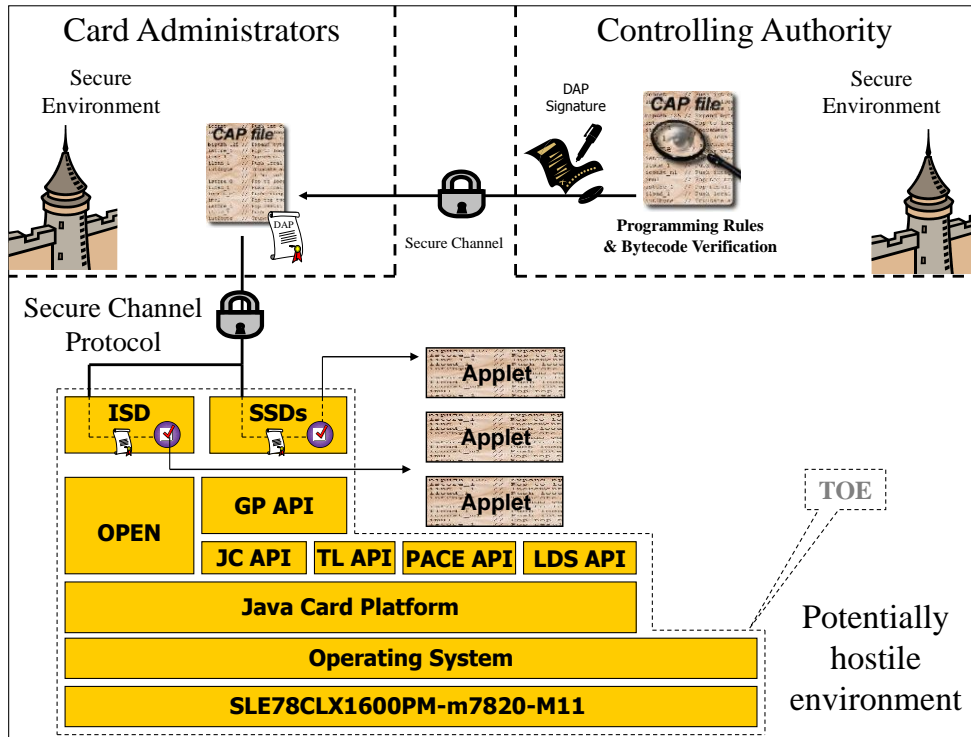 Card Administrators
Controlling Authority
Secure
Environment
DAP
Signature
Secure
Environment
CAP file
CAP file
DAP
Secure Channel
Programming Rules
& Bytecode Verification
Secure Channel
Protocol
Applet
ISD
SSDs
Applet
Applet
TOE
OPEN
GP API
JC API
TL API
PACE API
LDS API
Java Card Platform
Potentially
hostile
environment
Operating System
SLE78CLX1600PM-m7820-M11